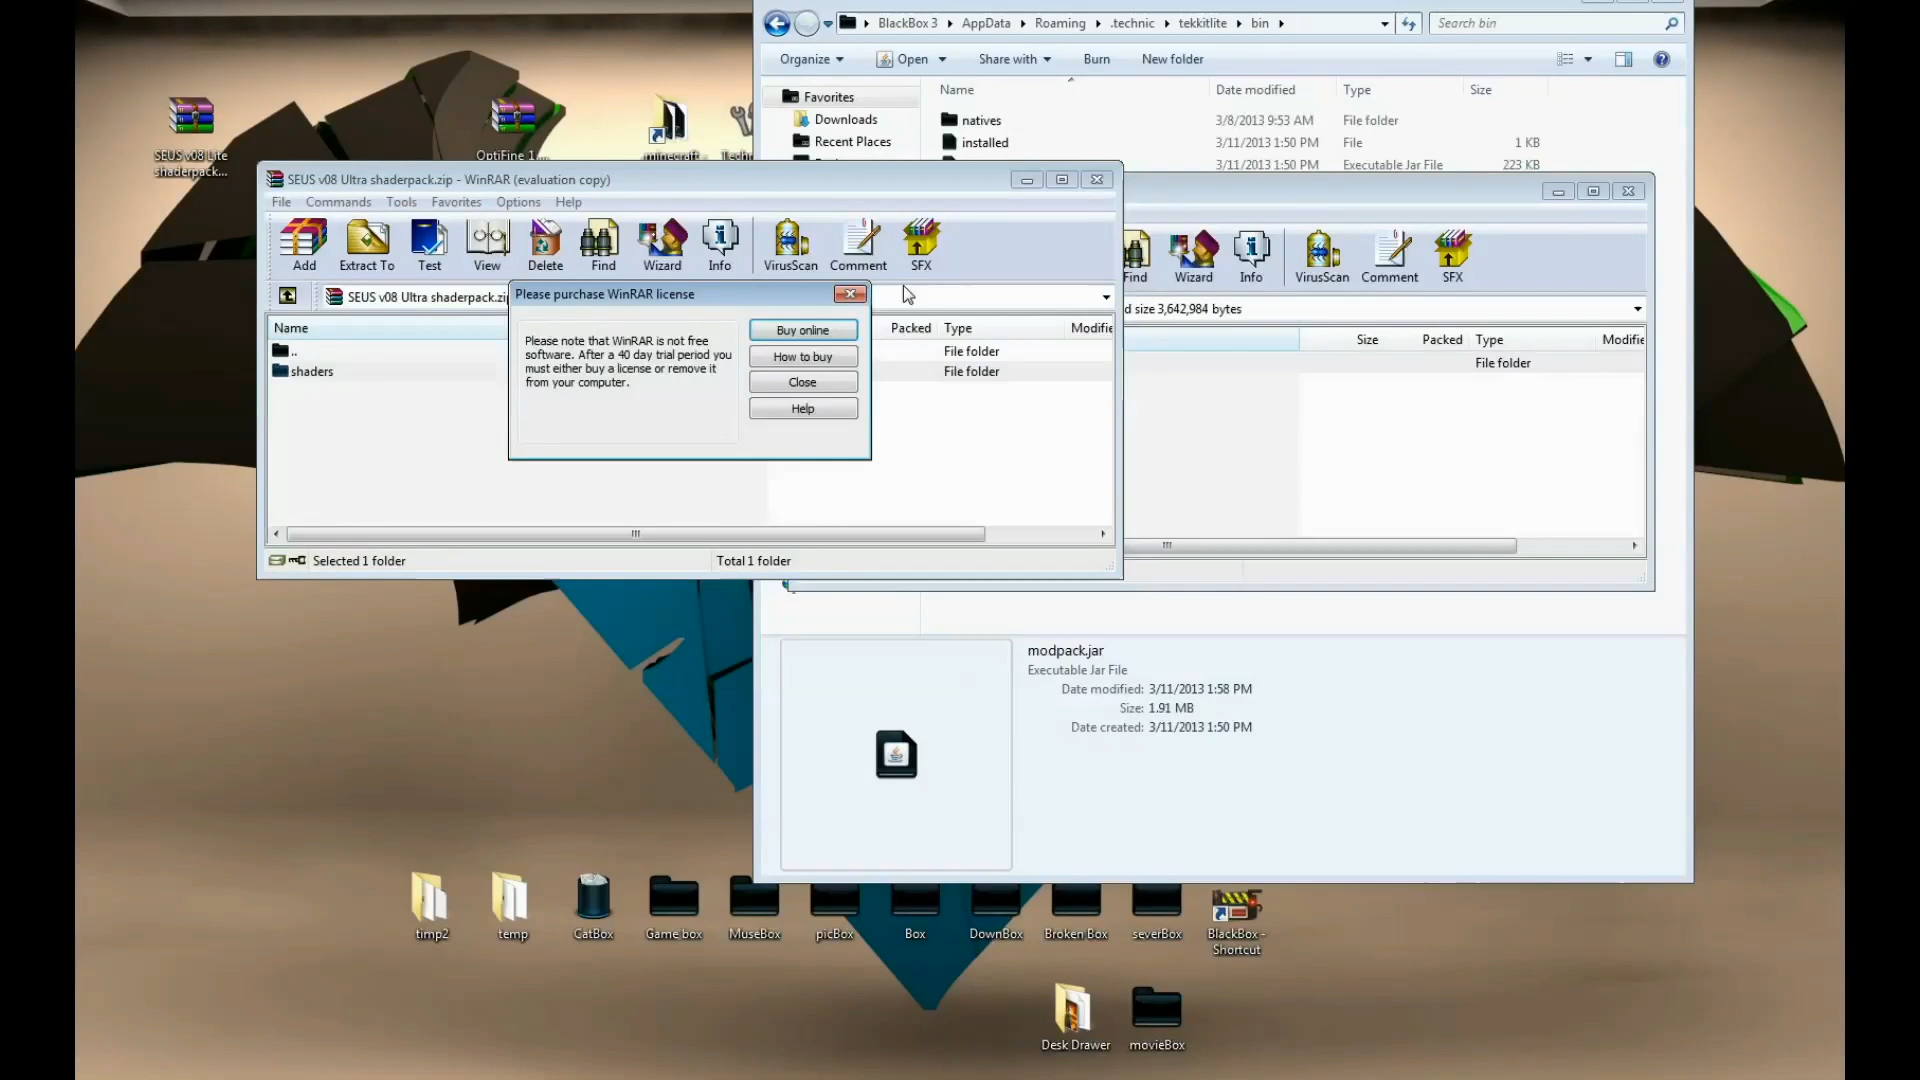 BlackBox 3
AppData
Roaming
.technic
tekkitlite
bin
Search bin
Organize
Open
Share with
Burn
New folder
Favorites
Downloads
Recent Places
Name
Date modified
Type
Size
natives
3/8/2013 9:53 AM
File folder
installed
3/11/2013 1:50 PM
File
1 KB
3/11/2013 1:50 PM
Executable Jar File
223 KB
SEUS v08 Lite
shaderpack...
OptiFine 1....
.minecraft -
SEUS v08 Ultra shaderpack.zip - WinRAR (evaluation copy)
File
Commands
Tools
Favorites
Options
Help
Add
Extract To
Test
View
Delete
Find
Wizard
Info
VirusScan
Comment
SFX
SEUS v08 Ultra shaderpack.zip
Name
Packed
Type
Modifie
..
File folder
shaders
File folder
Selected 1 folder
Total 1 folder
Please purchase WinRAR license
Please note that WinRAR is not free
software. After a 40 day trial period you
must either buy a license or remove it
from your computer.
Buy online
How to buy
Close
Help
Find
Wizard
Info
VirusScan
Comment
SFX
d size 3,642,984 bytes
Size
Packed
Type
Modifie
File folder
modpack.jar
Executable Jar File
Date modified: 3/11/2013 1:58 PM
Size: 1.91 MB
Date created: 3/11/2013 1:50 PM
timp2
temp
CatBox
Game box
MuseBox
picBox
Box
DownBox
Broken Box
severBox
BlackBox -
Shortcut
Desk Drawer
movieBox